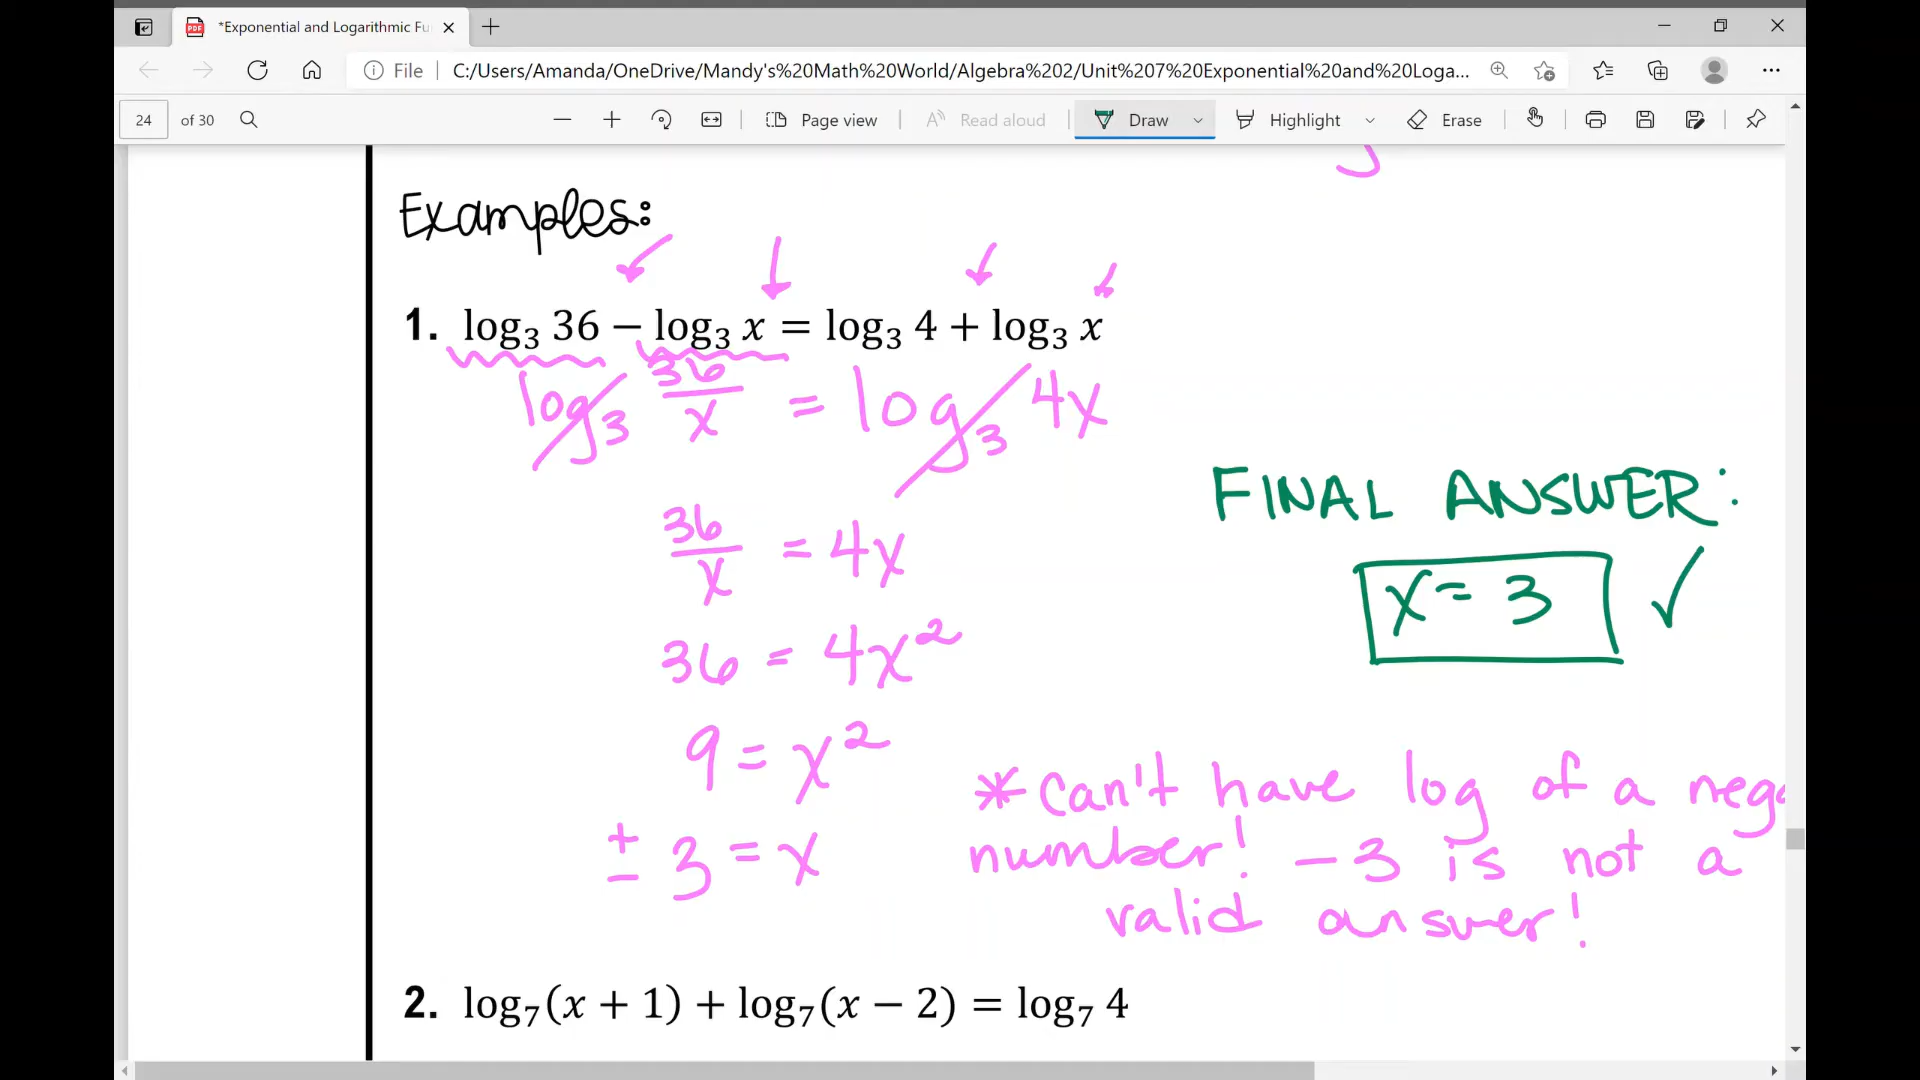 *Exponential and Logarithmic Fu
File C:/Users/Amanda/OneDrive/Mandy's%20Math%20World/Algebra%202/Unit%207%20Exponential%20and%20Loga...
24 of 30 Page view Read aloud Draw Highlight Erase
Examples:
1. log₃ 36 − log₃ x = log₃ 4 + log₃ x
log₃ 36/x = log₃ 4x
36/x = 4x
36 = 4x²
9 = x²
± 3 = x
FINAL ANSWER:
x = 3 ✓
*Can't have log of a nega
number! −3 is not a
valid answer!
2. log₇(x + 1) + log₇(x − 2) = log₇ 4